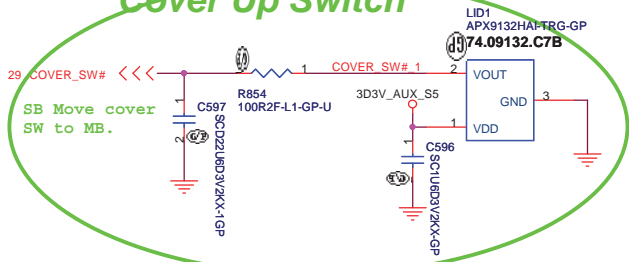 Cover Up Switch
LID1
APX9132HAI-TRG-GP
74.09132.C7B
29 COVER_SW#
1
COVER_SW#_1
2
VOUT
GND
3
R854
100R2F-L1-GP-U
3D3V_AUX_S5
1
VDD
SB Move cover
SW to MB.
1
C597
2
SCD22U6D3V2KX-1GP
1
C596
SC1U6D3V2KX-GP